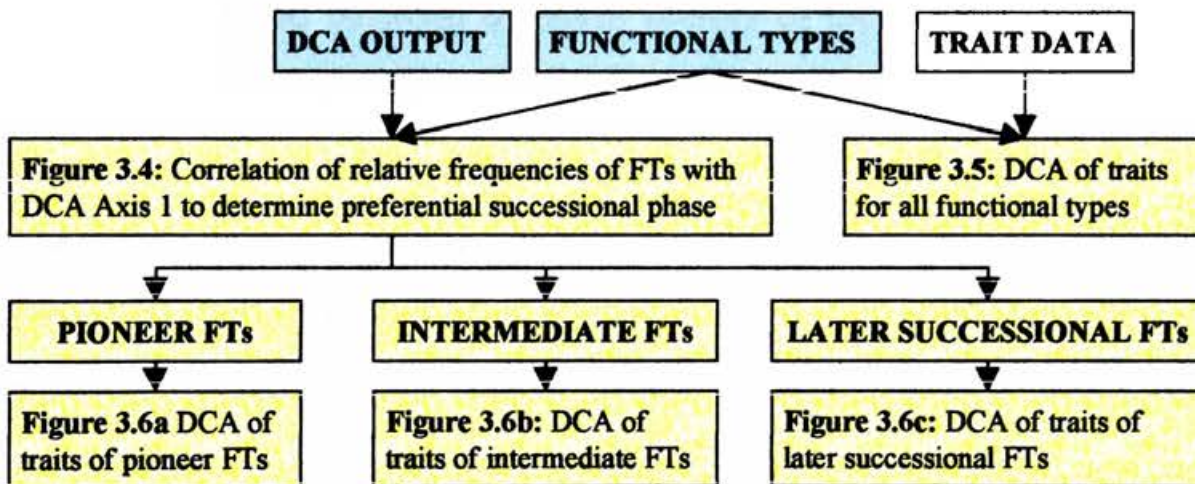 DCA OUTPUT
FUNCTIONAL TYPES
TRAIT DATA
Figure 3.4: Correlation of relative frequencies of FTs with
DCA Axis 1 to determine preferential successional phase
Figure 3.5: DCA of traits
for all functional types
PIONEER FTs
INTERMEDIATE FTs
LATER SUCCESSIONAL FTs
Figure 3.6a DCA of
traits of pioneer FTs
Figure 3.6b: DCA of
traits of intermediate FTs
Figure 3.6c: DCA of traits of
later successional FTs